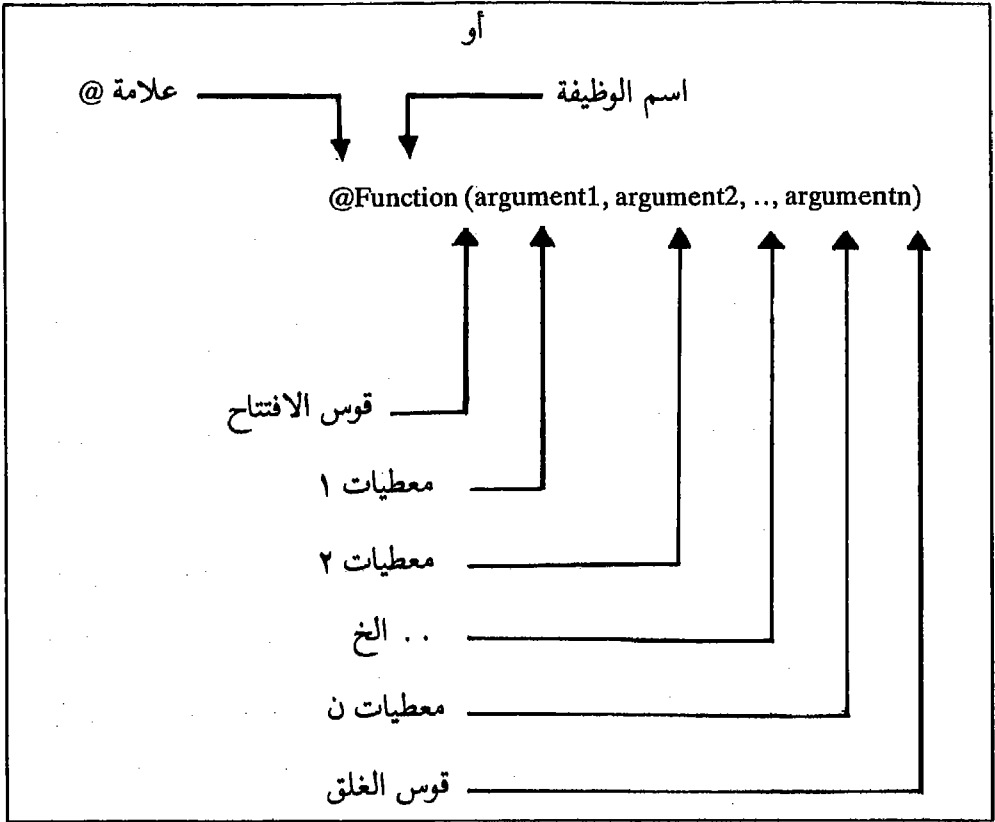 أو
اسم الوظيفة
علامة @
@Function (argument1, argument2, .., argumentn)
قوس الافتتاح
معطيات ١
معطيات ٢
.. الخ
معطيات ن
قوس الغلق